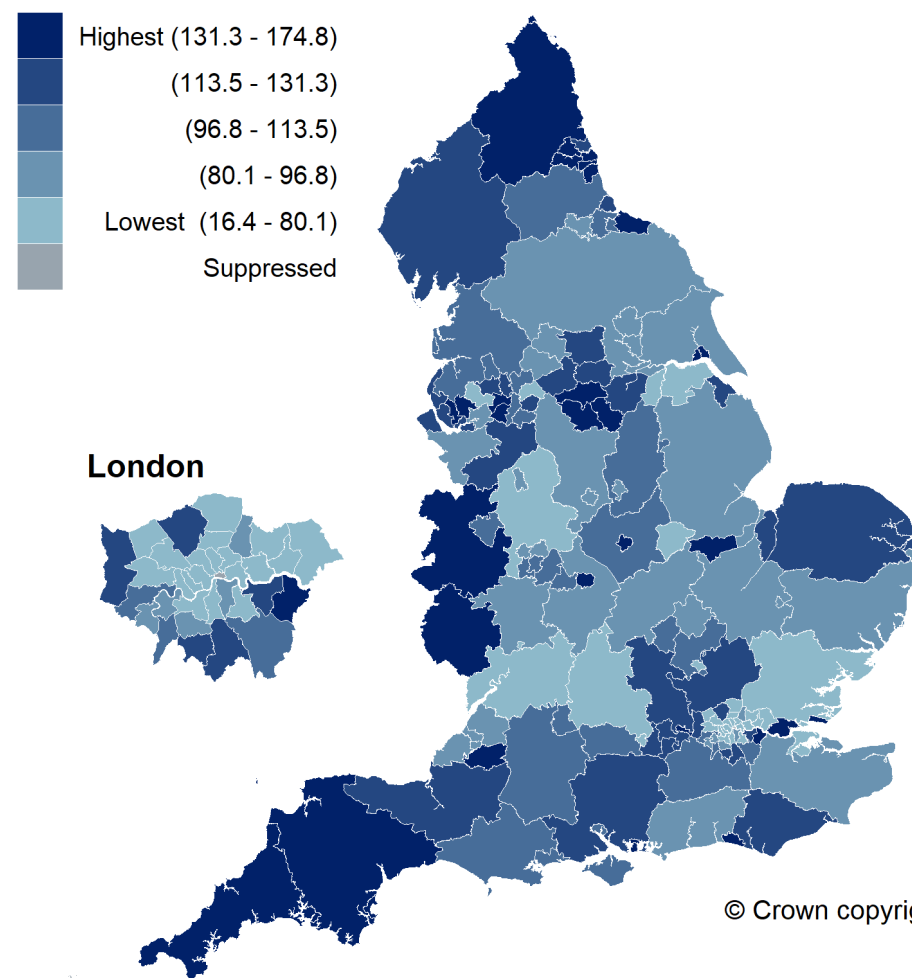 Highest (131.3 - 174.8)
(113.5 - 131.3)
(96.8 - 113.5)
(80.1 - 96.8)
Lowest (16.4 - 80.1)
Suppressed
London
© Crown copyrig